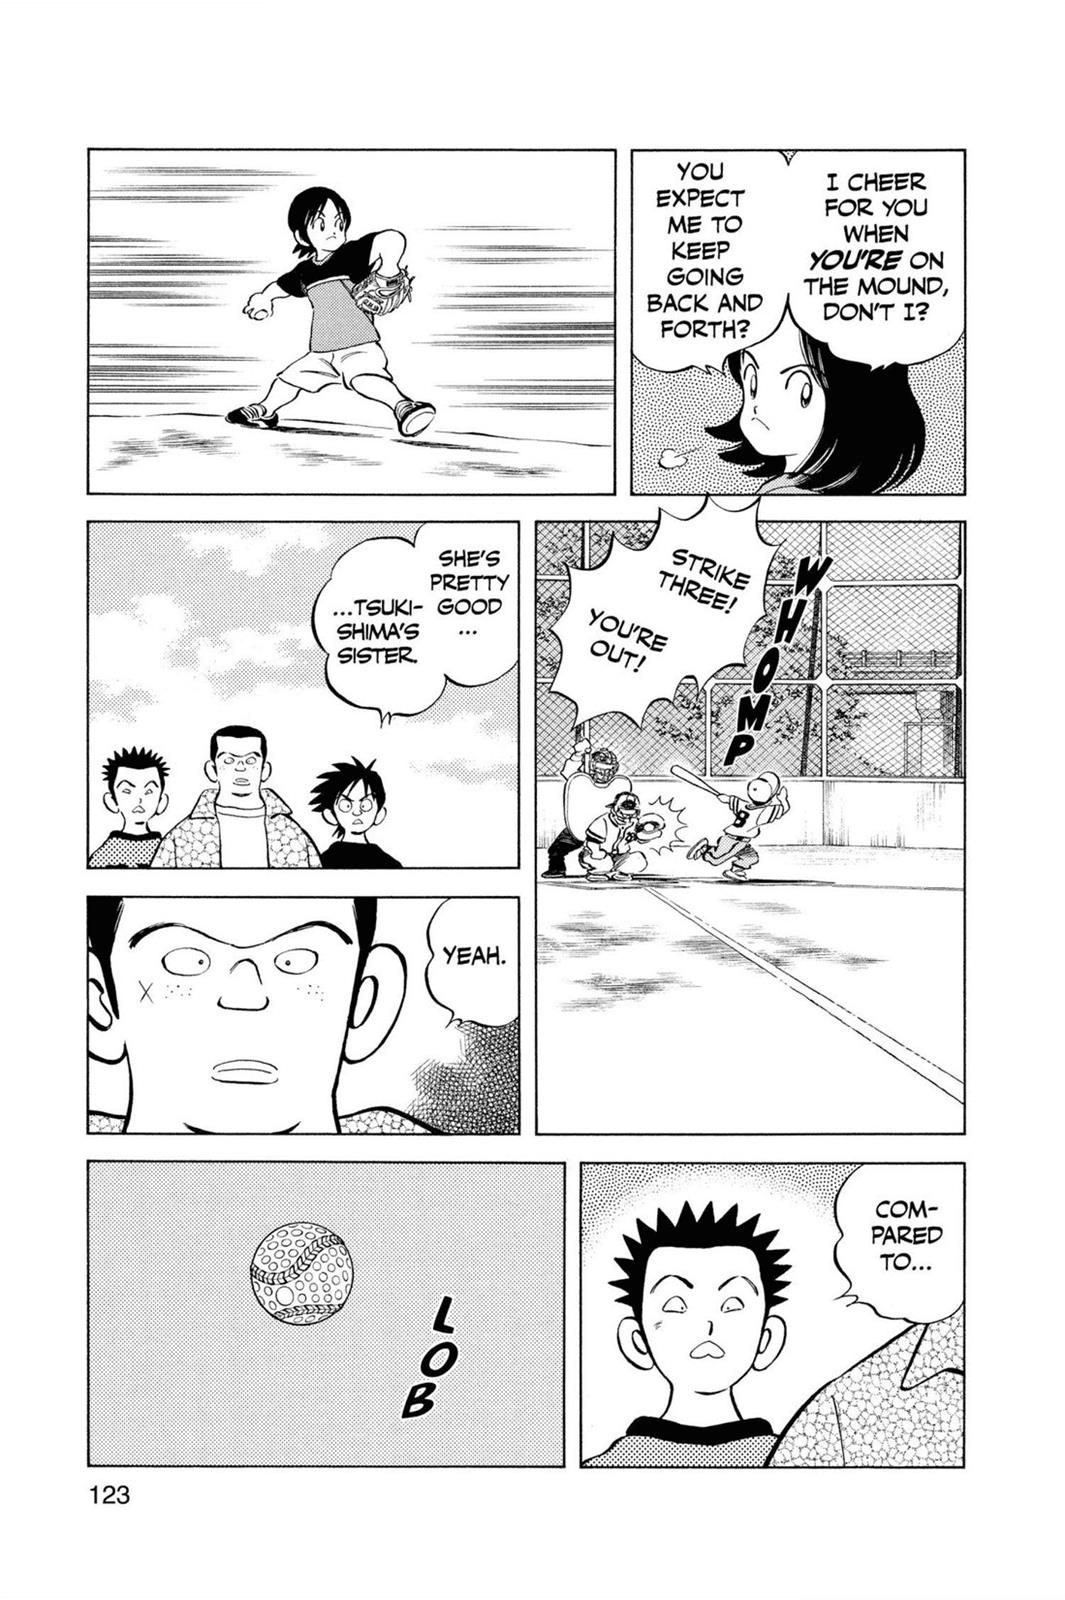 I CHEER
FOR YOU
WHEN
YOU'RE ON
THE MOUND,
DON'T I?
YOU
EXPECT
ME TO
KEEP
GOING
BACK AND
FORTH?
WHOMP
STRIKE
THREE!
YOU'RE
OUT!
SHE'S
PRETTY
GOOD
...
...TSUKI-
SHIMA'S
SISTER.
YEAH.
COM-
PARED
TO...
LOB
123